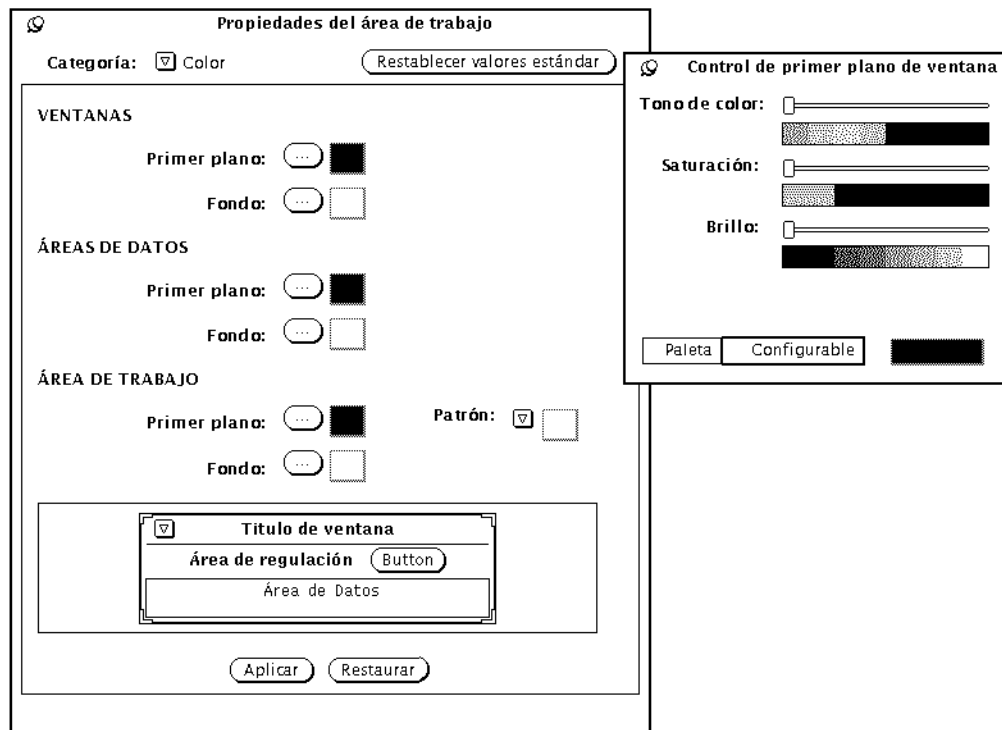 Propiedades del área de trabajo
Categoría: Color
Restablecer valores estándar
VENTANAS
Primer plano: ...
Fondo: ...
ÁREAS DE DATOS
Primer plano: ...
Fondo: ...
ÁREA DE TRABAJO
Primer plano: ... Patrón:
Fondo: ...
Titulo de ventana
Área de regulación Button
Área de Datos
Aplicar Restaurar
Control de primer plano de ventana
Tono de color:
Saturación:
Brillo:
Paleta Configurable